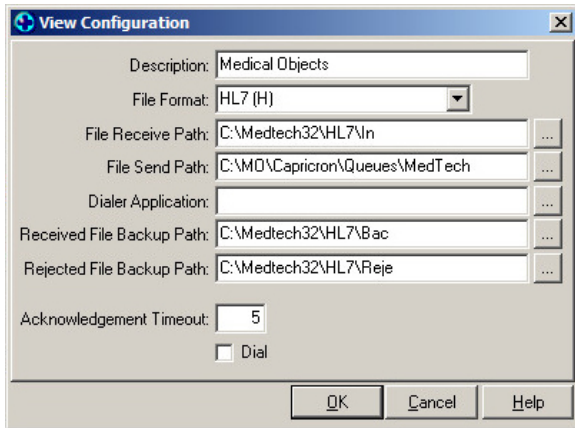 View Configuration
Description: Medical Objects
File Format: HL7 (H)
File Receive Path: C:\Medtech32\HL7\In ...
File Send Path: C:\MO\Capricron\Queues\MedTech ...
Dialer Application: ...
Received File Backup Path: C:\Medtech32\HL7\Bac ...
Rejected File Backup Path: C:\Medtech32\HL7\Reje ...
Acknowledgement Timeout: 5
Dial
OK Cancel Help